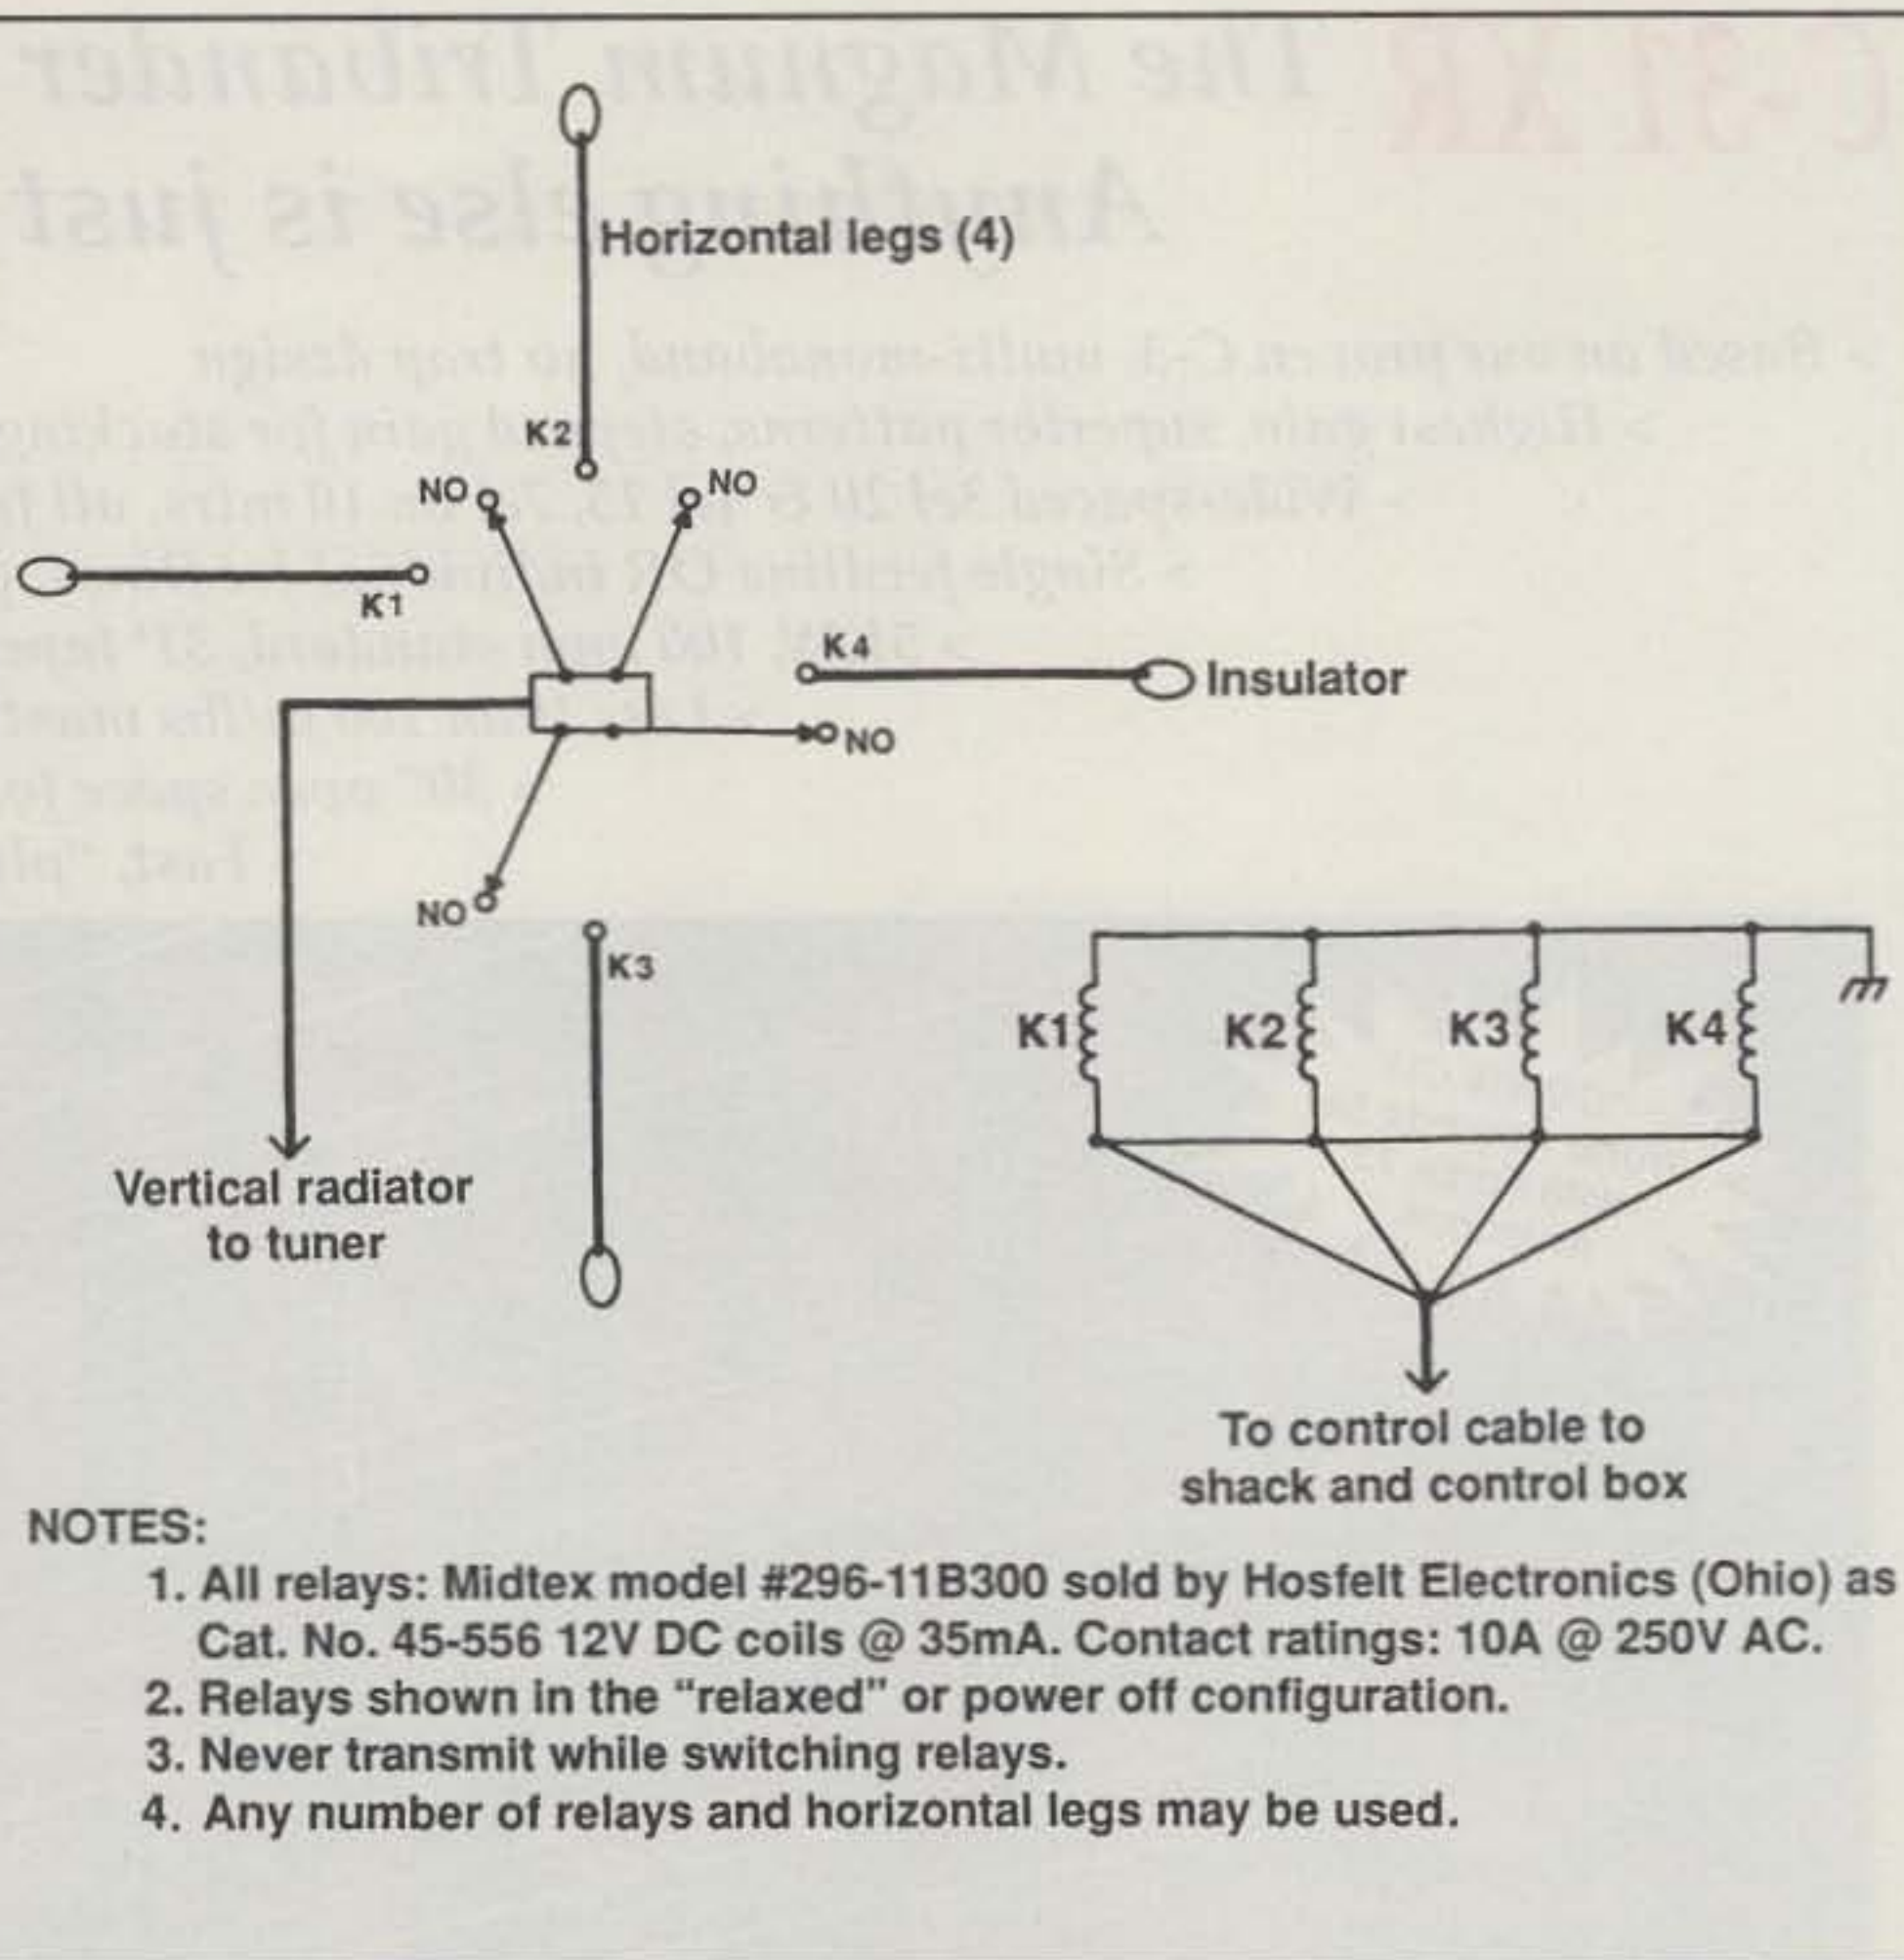 Horizontal legs (4)
K2
NO
NO
K1
K4
Insulator
NO
NO
K3
Vertical radiator
to tuner
K1
K2
K3
K4
To control cable to
shack and control box
NOTES:
1. All relays: Midtex model #296-11B300 sold by Hosfelt Electronics (Ohio) as
Cat. No. 45-556 12V DC coils @ 35mA. Contact ratings: 10A @ 250V AC.
2. Relays shown in the “relaxed” or power off configuration.
3. Never transmit while switching relays.
4. Any number of relays and horizontal legs may be used.